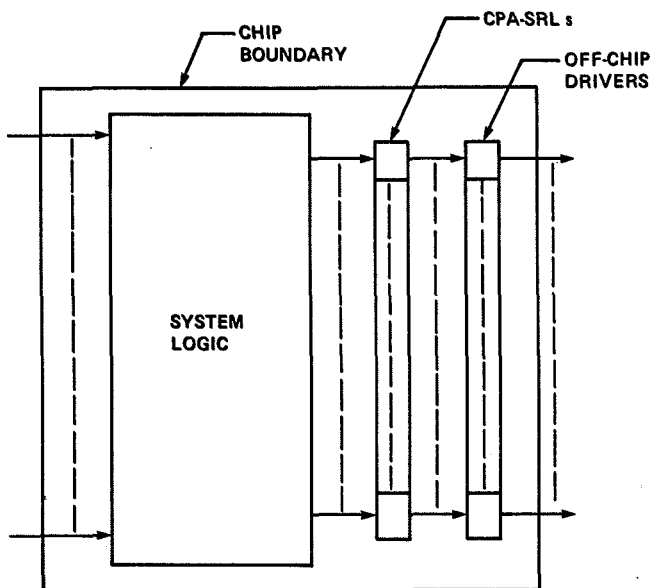 CHIP
BOUNDARY
CPA-SRL s
OFF-CHIP
DRIVERS
SYSTEM
LOGIC